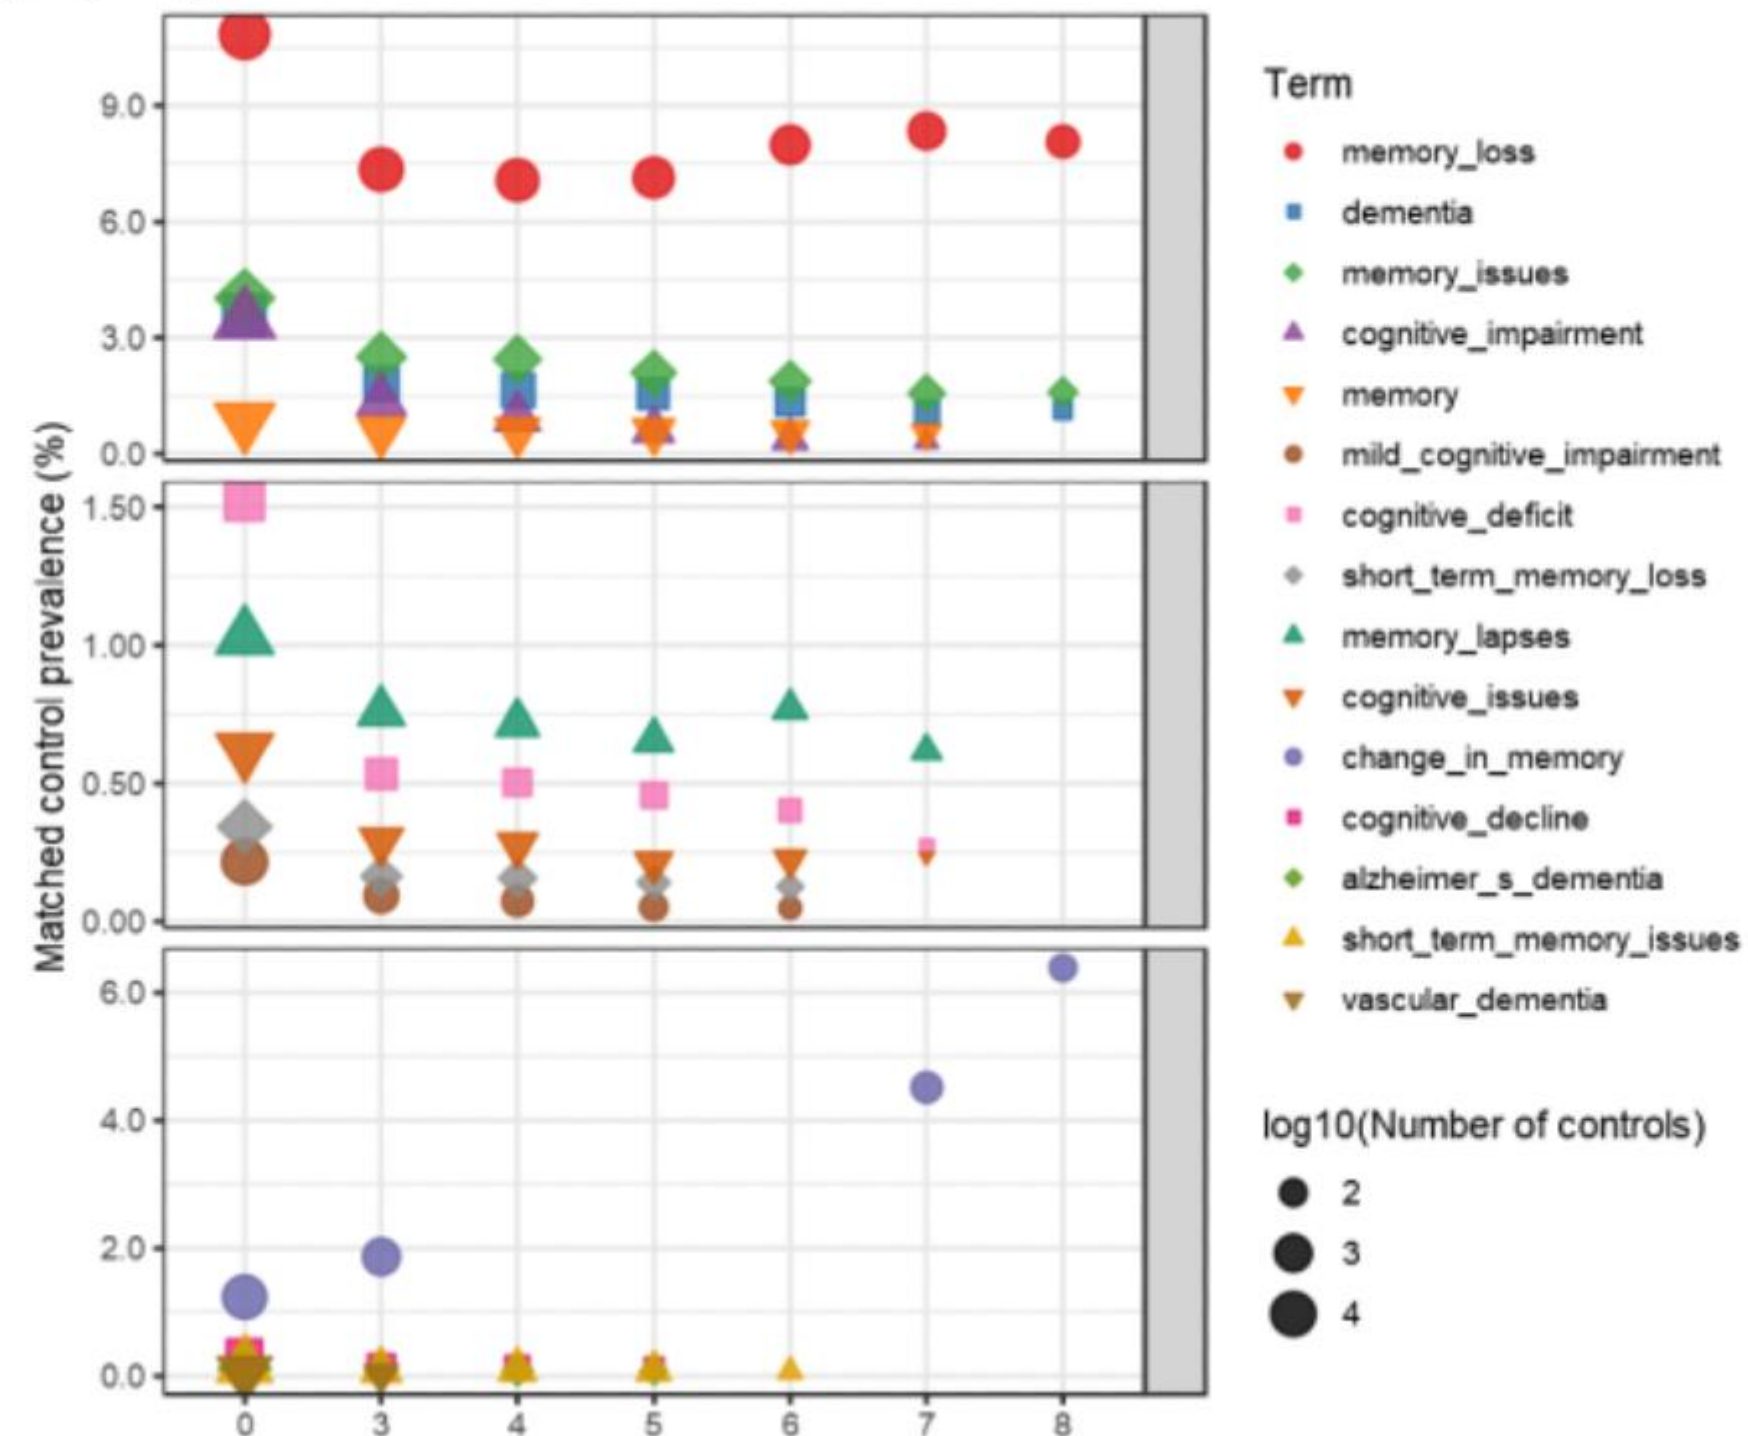 Matched control prevalence (%)
9.0
6.0
3.0
0.0
1.50
1.00
0.50
0.00
6.0
4.0
2.0
0.0
0 3 4 5 6 7 8
Term
memory_loss
dementia
memory_issues
cognitive_impairment
memory
mild_cognitive_impairment
cognitive_deficit
short_term_memory_loss
memory_lapses
cognitive_issues
change_in_memory
cognitive_decline
alzheimer_s_dementia
short_term_memory_issues
vascular_dementia
log10(Number of controls)
2
3
4